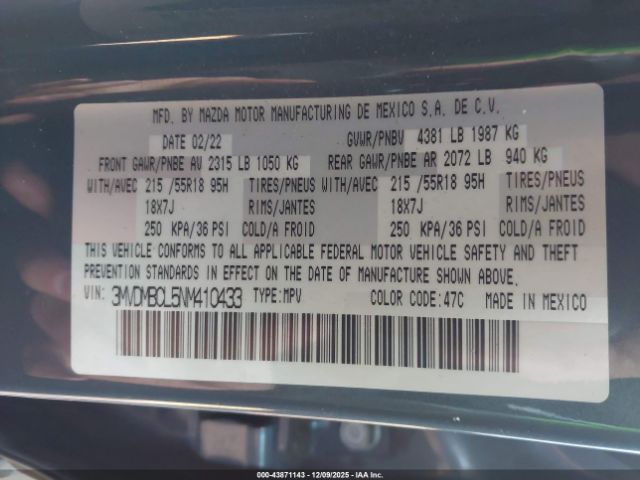 MFD. BY MAZDA MOTOR MANUFACTURING DE MEXICO S.A. DE C.V.
DATE 02/22 GVWR/PNBV 4381 LB 1987 KG
FRONT GAWR/PNBE AV 2315 LB 1050 KG REAR GAWR/PNBE AR 2072 LB 940 KG
WITH/AVEC 215 /55R18 95H TIRES/PNEUS WITH/AVEC 215 /55R18 95H TIRES/PNEUS
18X7J RIMS/JANTES 18X7J RIMS/JANTES
250 KPA/36 PSI COLD/A FROID 250 KPA/36 PSI COLD/A FROID
THIS VEHICLE CONFORMS TO ALL APPLICABLE FEDERAL MOTOR VEHICLE SAFETY AND THEFT
PREVENTION STANDARDS IN EFFECT ON THE DATE OF MANUFACTURE SHOWN ABOVE.
VIN: 3MVDMBCL5NM410433 TYPE:MPV COLOR CODE:47C MADE IN MEXICO
000-43871143 - 12/09/2025 - IAA Inc.